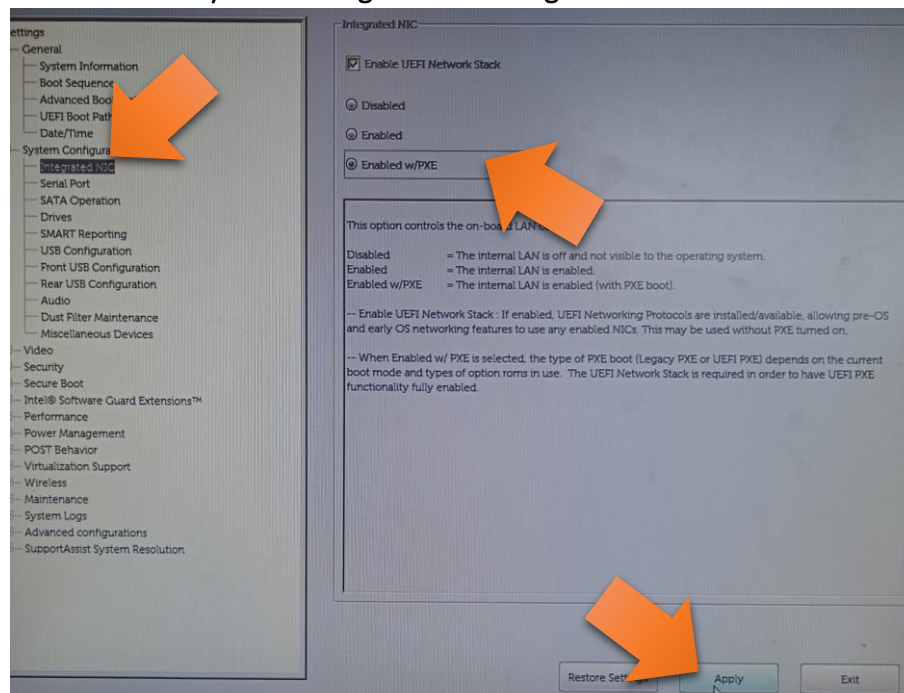 ettings
General
System Information
Boot Sequence
Advanced Boo
UEFI Boot Path
Date/Time
System Configura
Integrated NIC
Serial Port
SATA Operation
Drives
SMART Reporting
USB Configuration
Front USB Configuration
Rear USB Configuration
Audio
Dust Filter Maintenance
Miscellaneous Devices
Video
Security
Secure Boot
Intel® Software Guard Extensions™
Performance
Power Management
POST Behavior
Virtualization Support
Wireless
Maintenance
System Logs
Advanced configurations
SupportAssist System Resolution
Integrated NIC
Enable UEFI Network Stack
Disabled
Enabled
Enabled w/PXE
This option controls the on-board LAN
Disabled = The internal LAN is off and not visible to the operating system.
Enabled = The internal LAN is enabled.
Enabled w/PXE = The internal LAN is enabled (with PXE boot).
-- Enable UEFI Network Stack : If enabled, UEFI Networking Protocols are installed/available, allowing pre-OS
and early OS networking features to use any enabled NICs. This may be used without PXE turned on.
-- When Enabled w/ PXE is selected, the type of PXE boot (Legacy PXE or UEFI PXE) depends on the current
boot mode and types of option roms in use. The UEFI Network Stack is required in order to have UEFI PXE
functionality fully enabled.
Restore Sett
Apply
Exit